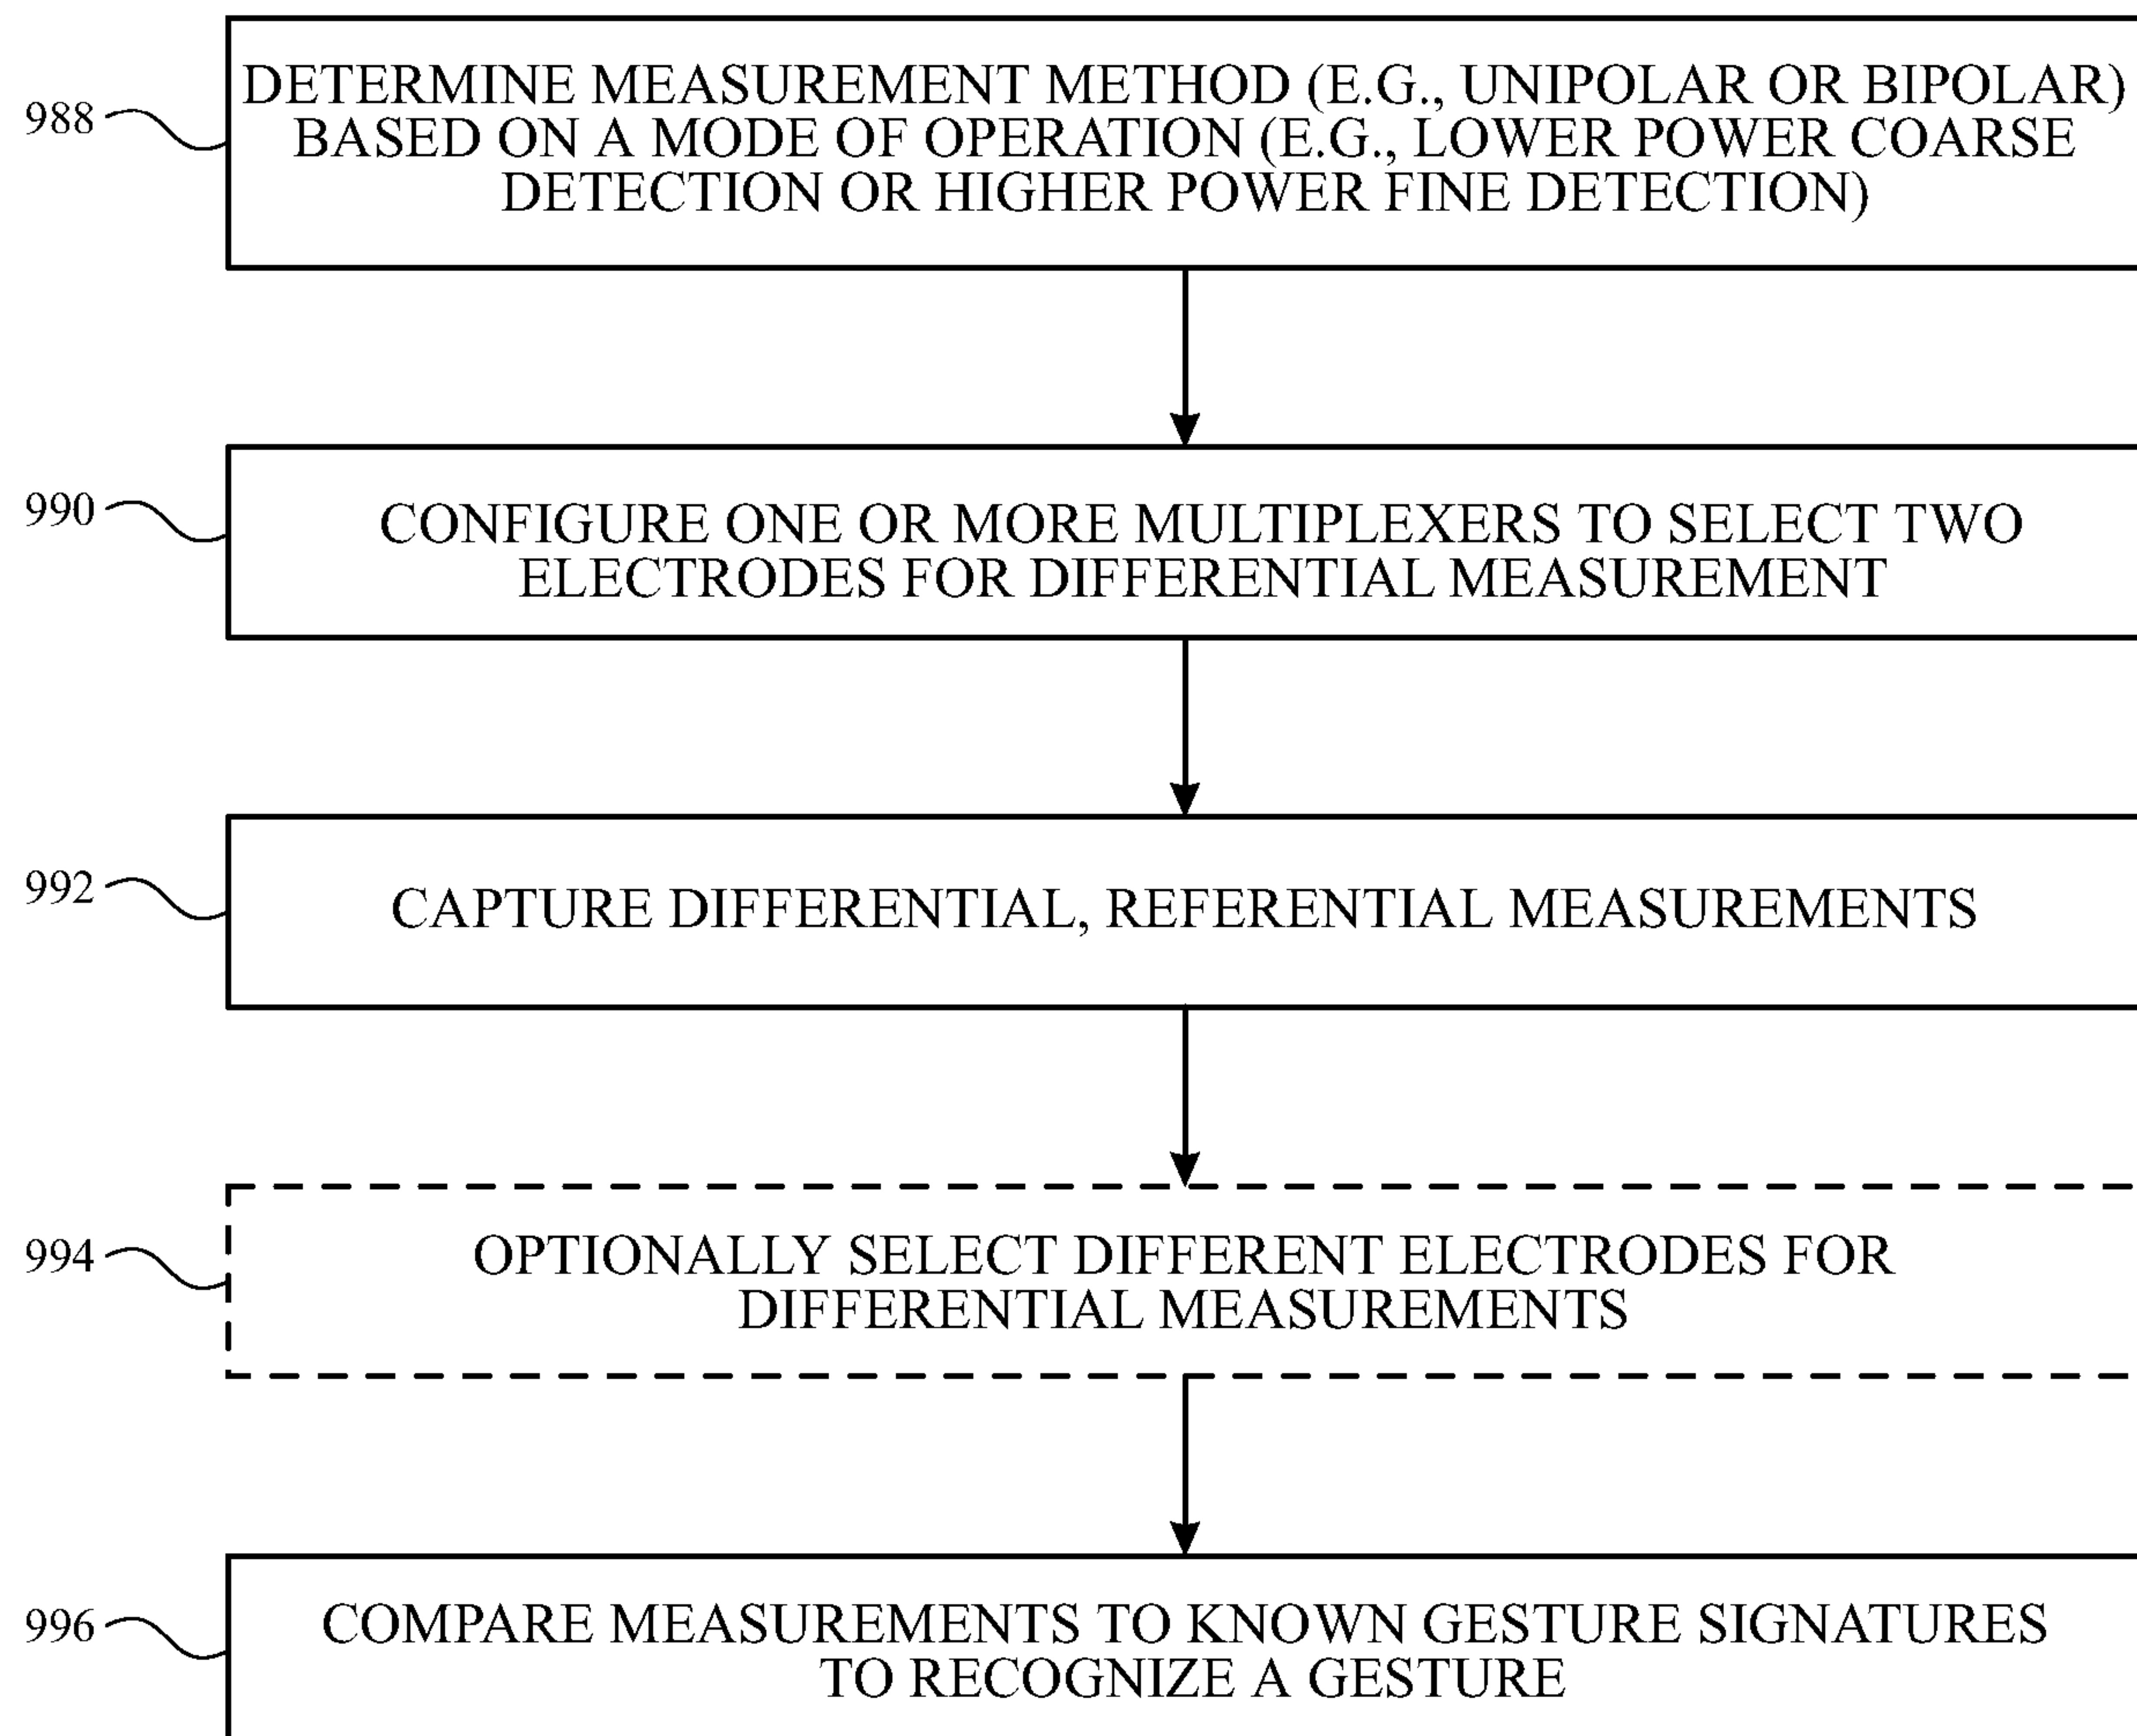 988
DETERMINE MEASUREMENT METHOD (E.G., UNIPOLAR OR BIPOLAR)
BASED ON A MODE OF OPERATION (E.G., LOWER POWER COARSE
DETECTION OR HIGHER POWER FINE DETECTION)
990
CONFIGURE ONE OR MORE MULTIPLEXERS TO SELECT TWO
ELECTRODES FOR DIFFERENTIAL MEASUREMENT
992
CAPTURE DIFFERENTIAL, REFERENTIAL MEASUREMENTS
994
OPTIONALLY SELECT DIFFERENT ELECTRODES FOR
DIFFERENTIAL MEASUREMENTS
996
COMPARE MEASUREMENTS TO KNOWN GESTURE SIGNATURES
TO RECOGNIZE A GESTURE